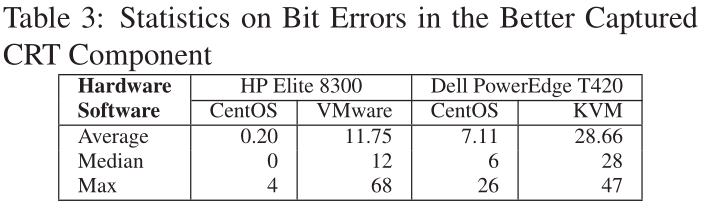 Table 3: Statistics on Bit Errors in the Better Captured
CRT Component
Hardware HP Elite 8300 Dell PowerEdge T420
Software CentOS VMware CentOS KVM
Average 0.20 11.75 7.11 28.66
Median 0 12 6 28
Max 4 68 26 47